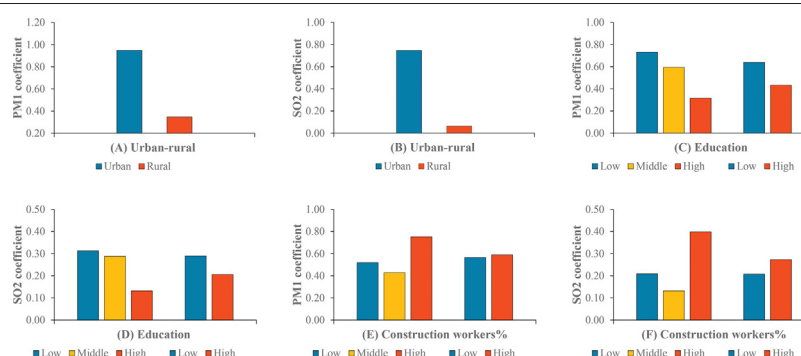 1.20
1.00
0.80
0.60
0.40
0.20
PM1 coefficient
(A) Urban-rural
Urban Rural
1.00
0.80
0.60
0.40
0.20
0.00
SO2 coefficient
(B) Urban-rural
Urban Rural
1.00
0.80
0.60
0.40
0.20
0.00
PM1 coefficient
(C) Education
Low Middle High Low High
0.50
0.40
0.30
0.20
0.10
0.00
SO2 coefficient
(D) Education
Low Middle High Low High
1.00
0.80
0.60
0.40
0.20
0.00
PM1 coefficient
(E) Construction workers%
Low Middle High Low High
0.50
0.40
0.30
0.20
0.10
0.00
SO2 coefficient
(F) Construction workers%
Low Middle High Low High